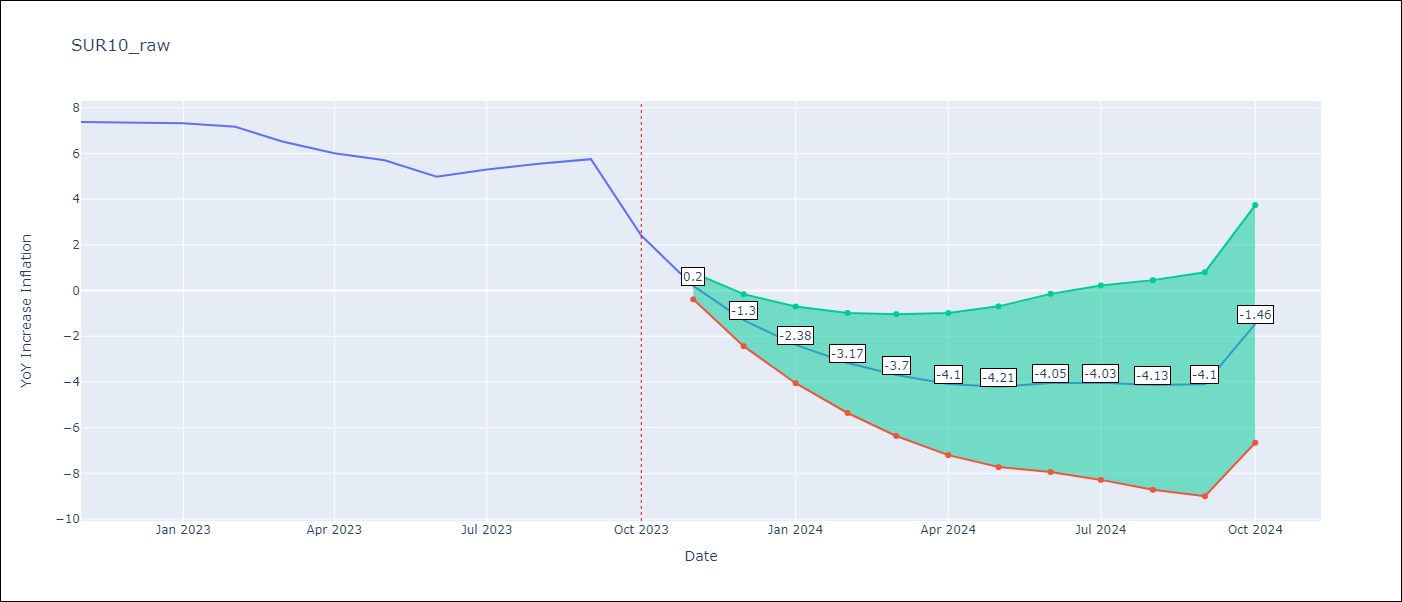 SUR10_raw
8
6
4
2
0
−2
−4
−6
−8
−10
YoY Increase Inflation
0.2
-1.3
-2.38
-3.17
-3.7
-4.1
-4.21
-4.05
-4.03
-4.13
-4.1
-1.46
Jan 2023
Apr 2023
Jul 2023
Oct 2023
Jan 2024
Apr 2024
Jul 2024
Oct 2024
Date